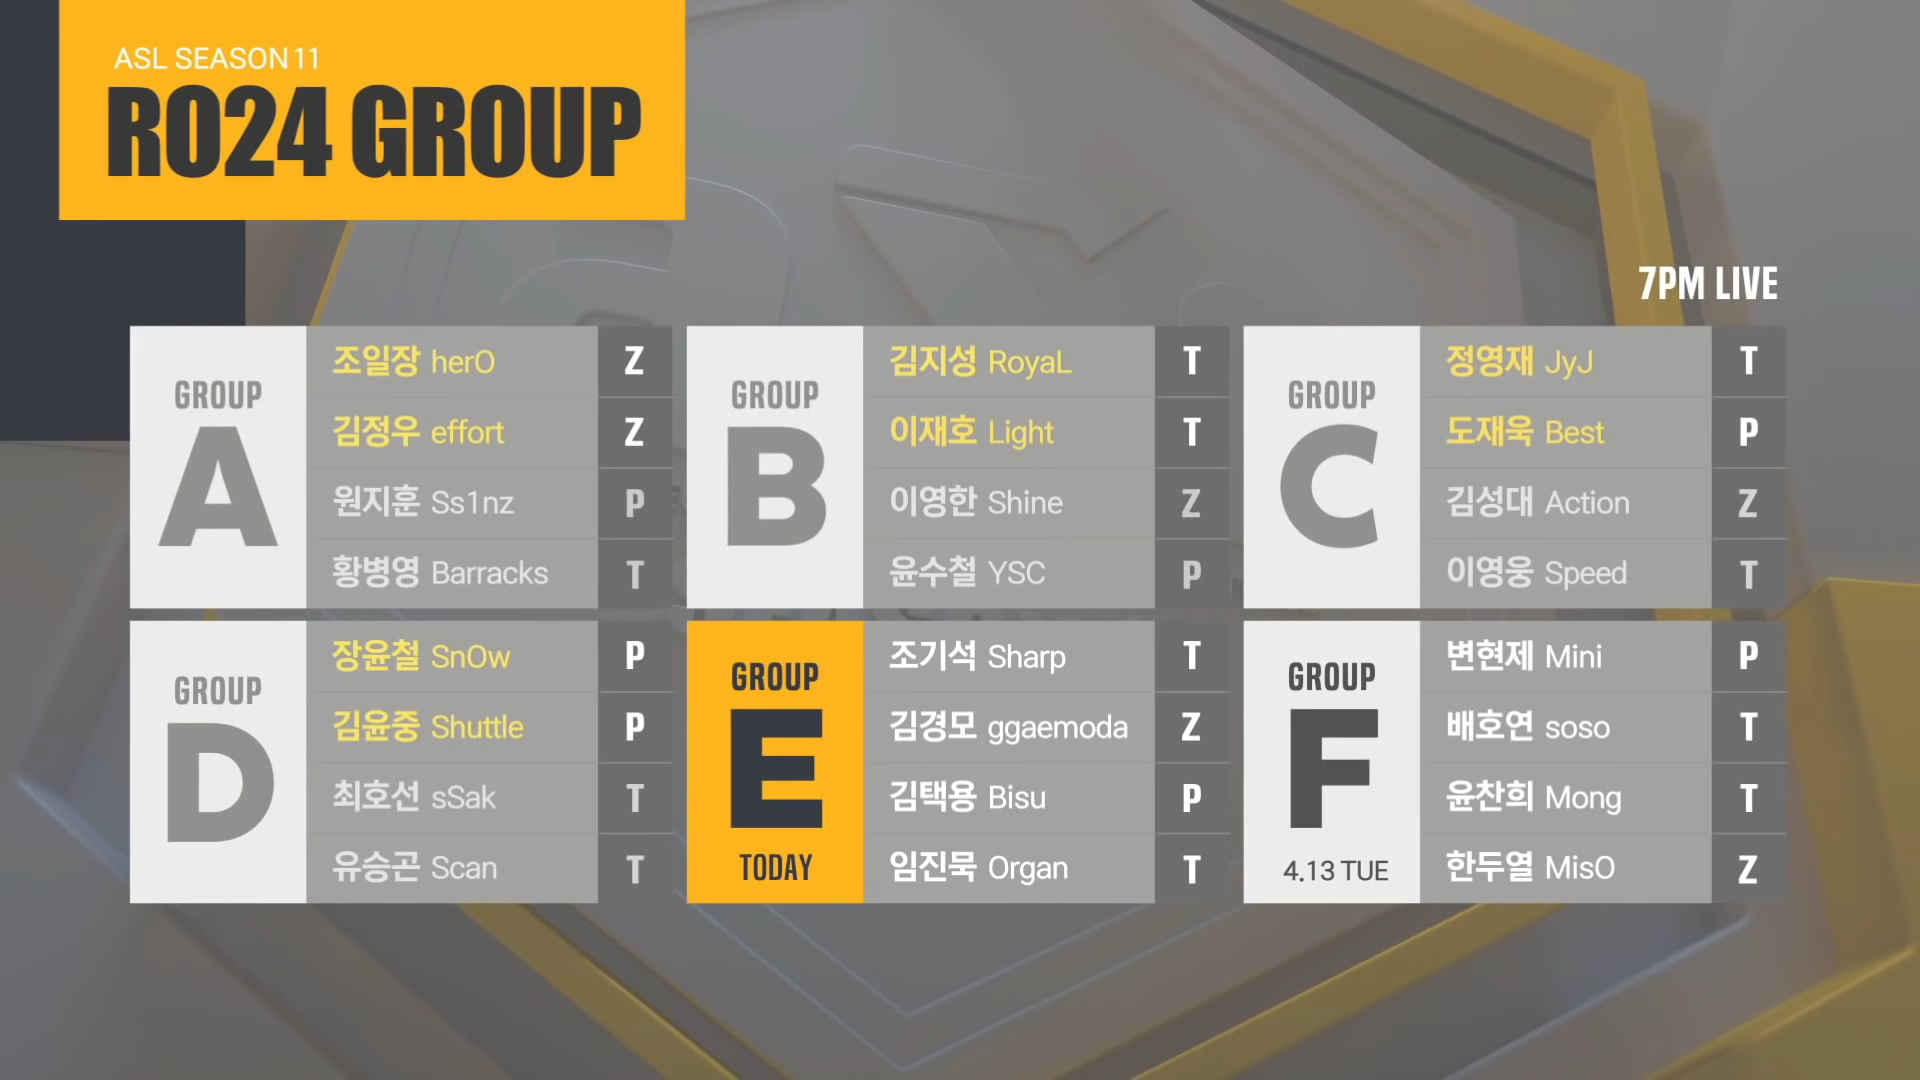 ASL SEASON 11
RO24 GROUP
7PM LIVE
GROUP
A
조일장 herO Z
김정우 effort Z
원지훈 Ss1nz P
황병영 Barracks T
GROUP
B
김지성 RoyaL T
이재호 Light T
이영한 Shine Z
윤수철 YSC P
GROUP
C
정영재 JyJ T
도재욱 Best P
김성대 Action Z
이영웅 Speed T
GROUP
D
장윤철 SnOw P
김윤중 Shuttle P
최호선 sSak T
유승곤 Scan T
GROUP
E
TODAY
조기석 Sharp T
김경모 ggaemoda Z
김택용 Bisu P
임진묵 Organ T
GROUP
F
4.13 TUE
변현제 Mini P
배호연 soso T
윤찬희 Mong T
한두열 MisO Z